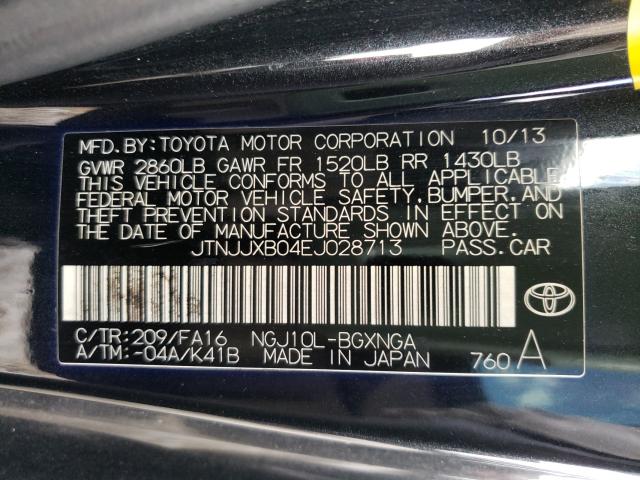 MFD. BY: TOYOTA MOTOR CORPORATION 10/13
GVWR 2860LB GAWR FR 1520LB RR 1430LB
THIS VEHICLE CONFORMS TO ALL APPLICABLE
FEDERAL MOTOR VEHICLE SAFETY, BUMPER, AND
THEFT PREVENTION STANDARDS IN EFFECT ON
THE DATE OF MANUFACTURE SHOWN ABOVE.
JTNJJXB04EJ028713 PASS. CAR
C/TR: 209/FA16 NGJ10L-BGXNGA
A/TM: -04A/K41B MADE IN JAPAN 760 A